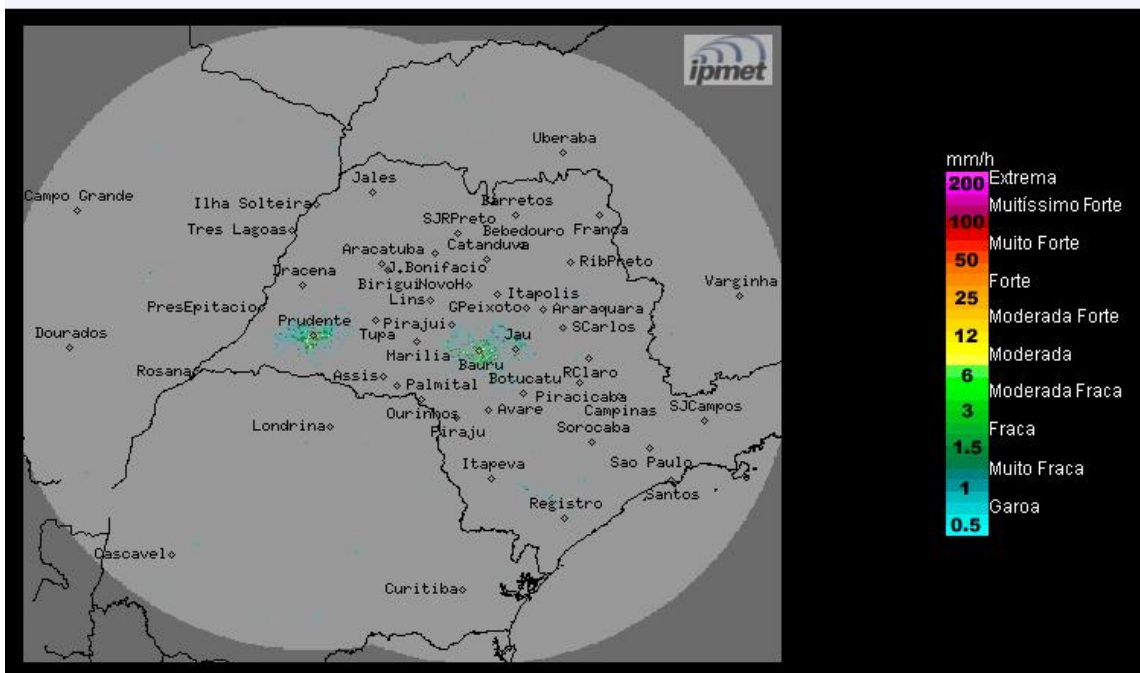 ipmet
Uberaba
Jales
Campo Grande
Ilha Solteira
Barretos
SJRPreto
Bebedouro
Franca
Tres Lagoas
Aracatuba
Catanduva
J.Bonifacio
RibPreto
Dracena
Birigui
NovoH
Itapolis
Varginha
PresEpitacio
Lins
GPeixoto
Araraquara
Prudente
Tupa
Pirajui
Jau
SCarlos
Dourados
Marilia
Bauru
Rosana
Assis
Palmital
Botucatu
RClaro
Piracicaba
Ourinhos
Avare
Campinas
SJCampos
Londrina
Piraju
Sorocaba
Itapeva
Sao Paulo
Registro
Santos
Cascavel
Curitiba
mm/h
200 Extrema
Muitíssimo Forte
100
Muito Forte
50
Forte
25
Moderada Forte
12
Moderada
6
Moderada Fraca
3
Fraca
1.5
Muito Fraca
1
Garoa
0.5